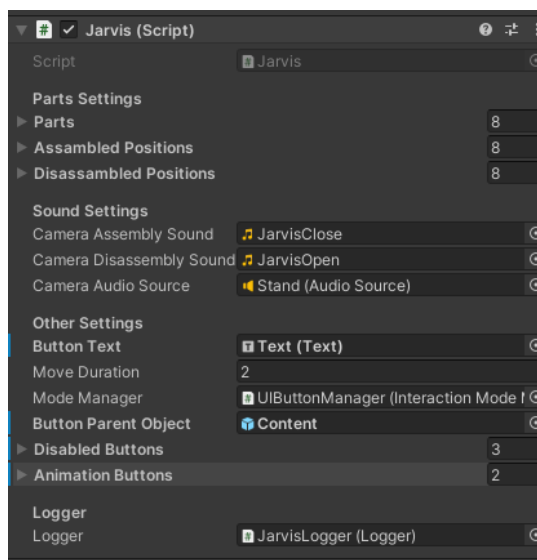 Jarvis (Script)
Script Jarvis
Parts Settings
Parts 8
Assambled Positions 8
Disassambled Positions 8
Sound Settings
Camera Assembly Sound JarvisClose
Camera Disassembly Sound JarvisOpen
Camera Audio Source Stand (Audio Source)
Other Settings
Button Text Text (Text)
Move Duration 2
Mode Manager UIButtonManager (Interaction Mode
Button Parent Object Content
Disabled Buttons 3
Animation Buttons 2
Logger
Logger JarvisLogger (Logger)